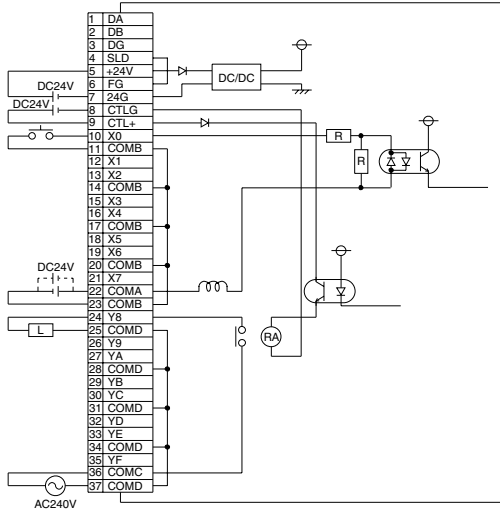 1 DA
2 DB
3 DG
4 SLD
5 +24V
6 FG
7 24G
8 CTLG
9 CTL+
10 X0
11 COMB
12 X1
13 X2
14 COMB
15 X3
16 X4
17 COMB
18 X5
19 X6
20 COMB
21 X7
22 COMA
23 COMB
24 Y8
25 COMD
26 Y9
27 YA
28 COMD
29 YB
30 YC
31 COMD
32 YD
33 YE
34 COMD
35 YF
36 COMC
37 COMD
DC24V
DC24V
DC24V
L
AC240V
DC/DC
R
R
RA